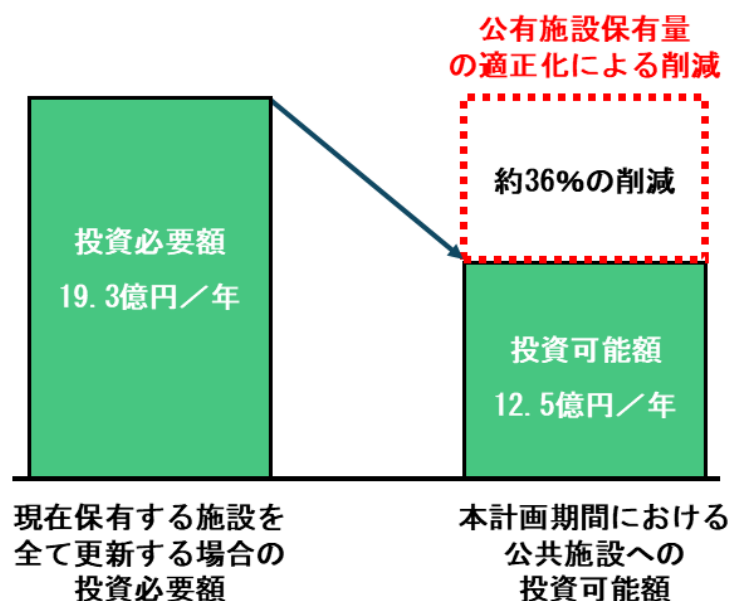 公有施設保有量
の適正化による削減
約36%の削減
投資必要額
19.3億円／年
投資可能額
12.5億円／年
現在保有する施設を
全て更新する場合の
投資必要額
本計画期間における
公共施設への
投資可能額